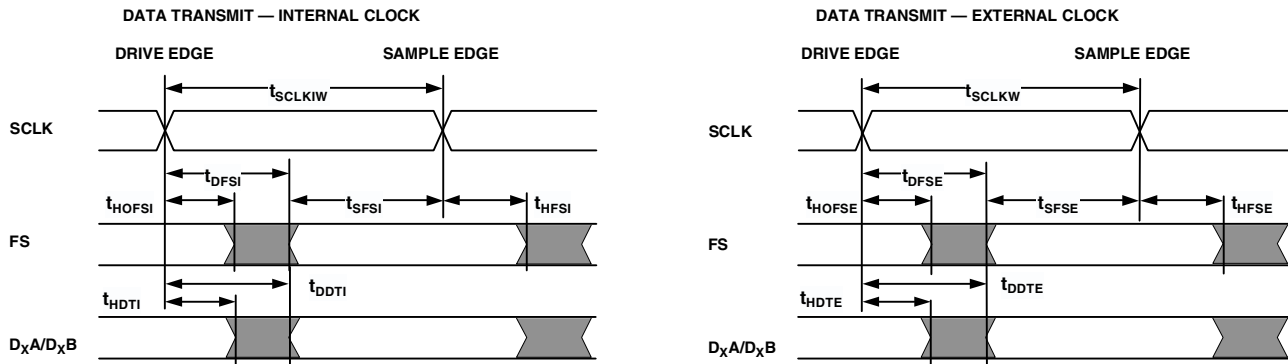 DATA TRANSMIT — INTERNAL CLOCK
DRIVE EDGE
SAMPLE EDGE
tSCLKIW
SCLK
tDFSI
tHOFSI
tSFSI
tHFSI
FS
tDDTI
tHDTI
DXA/DXB
DATA TRANSMIT — EXTERNAL CLOCK
DRIVE EDGE
SAMPLE EDGE
tSCLKW
SCLK
tDFSE
tHOFSE
tSFSE
tHFSE
FS
tDDTE
tHDTE
DXA/DXB